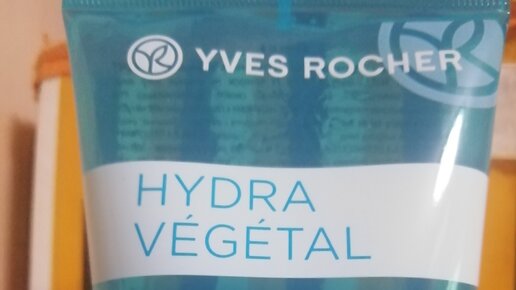 YVES ROCHER
HYDRA
VÉGÉTAL